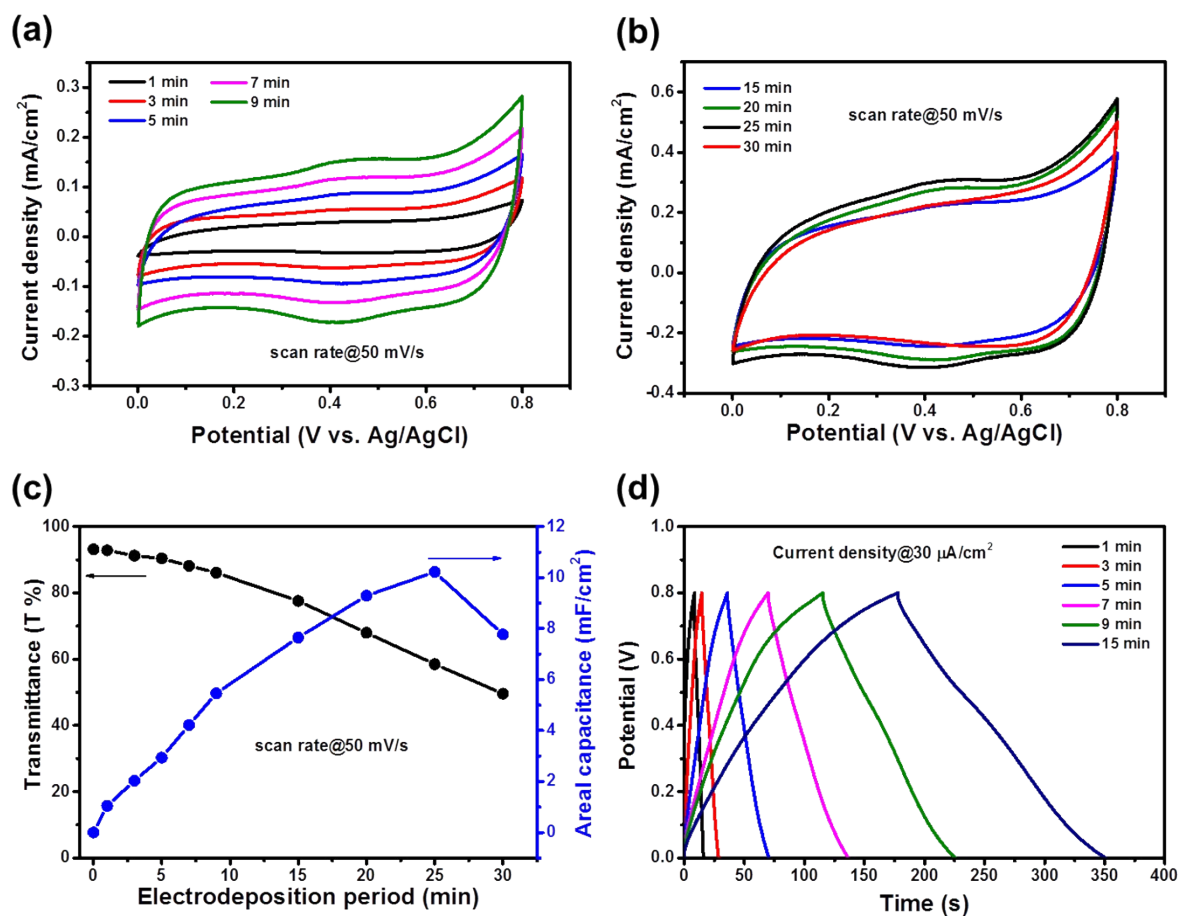 (a)
1 min
3 min
5 min
7 min
9 min
0.3
0.2
0.1
0.0
-0.1
-0.2
-0.3
Current density (mA/cm²)
scan rate@50 mV/s
0.0 0.2 0.4 0.6 0.8
Potential (V vs. Ag/AgCl)
(b)
15 min
20 min
25 min
30 min
scan rate@50 mV/s
0.6
0.4
0.2
0.0
-0.2
-0.4
Current density (mA/cm²)
0.0 0.2 0.4 0.6 0.8
Potential (V vs. Ag/AgCl)
(c)
100
80
60
40
20
0
Transmittance (T %)
12
10
8
6
4
2
0
Areal capacitance (mF/cm²)
scan rate@50 mV/s
0 5 10 15 20 25 30
Electrodeposition period (min)
(d)
Current density@30 μA/cm²
1 min
3 min
5 min
7 min
9 min
15 min
1.0
0.8
0.6
0.4
0.2
0.0
Potential (V)
0 50 100 150 200 250 300 350 400
Time (s)